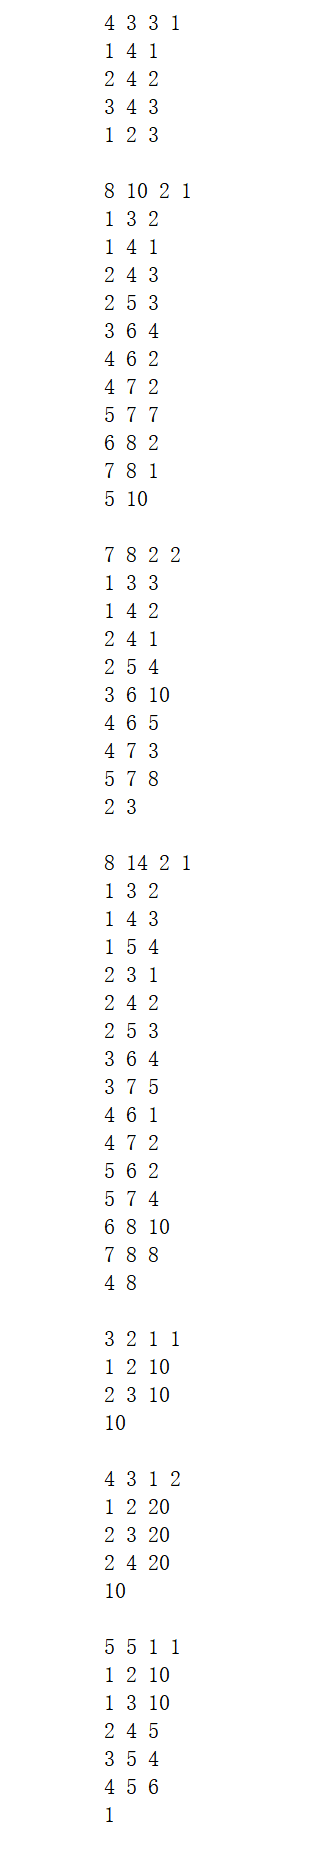 4 3 3 1
1 4 1
2 4 2
3 4 3
1 2 3

8 10 2 1
1 3 2
1 4 1
2 4 3
2 5 3
3 6 4
4 6 2
4 7 2
5 7 7
6 8 2
7 8 1
5 10

7 8 2 2
1 3 3
1 4 2
2 4 1
2 5 4
3 6 10
4 6 5
4 7 3
5 7 8
2 3

8 14 2 1
1 3 2
1 4 3
1 5 4
2 3 1
2 4 2
2 5 3
3 6 4
3 7 5
4 6 1
4 7 2
5 6 2
5 7 4
6 8 10
7 8 8
4 8

3 2 1 1
1 2 10
2 3 10
10

4 3 1 2
1 2 20
2 3 20
2 4 20
10

5 5 1 1
1 2 10
1 3 10
2 4 5
3 5 4
4 5 6
1